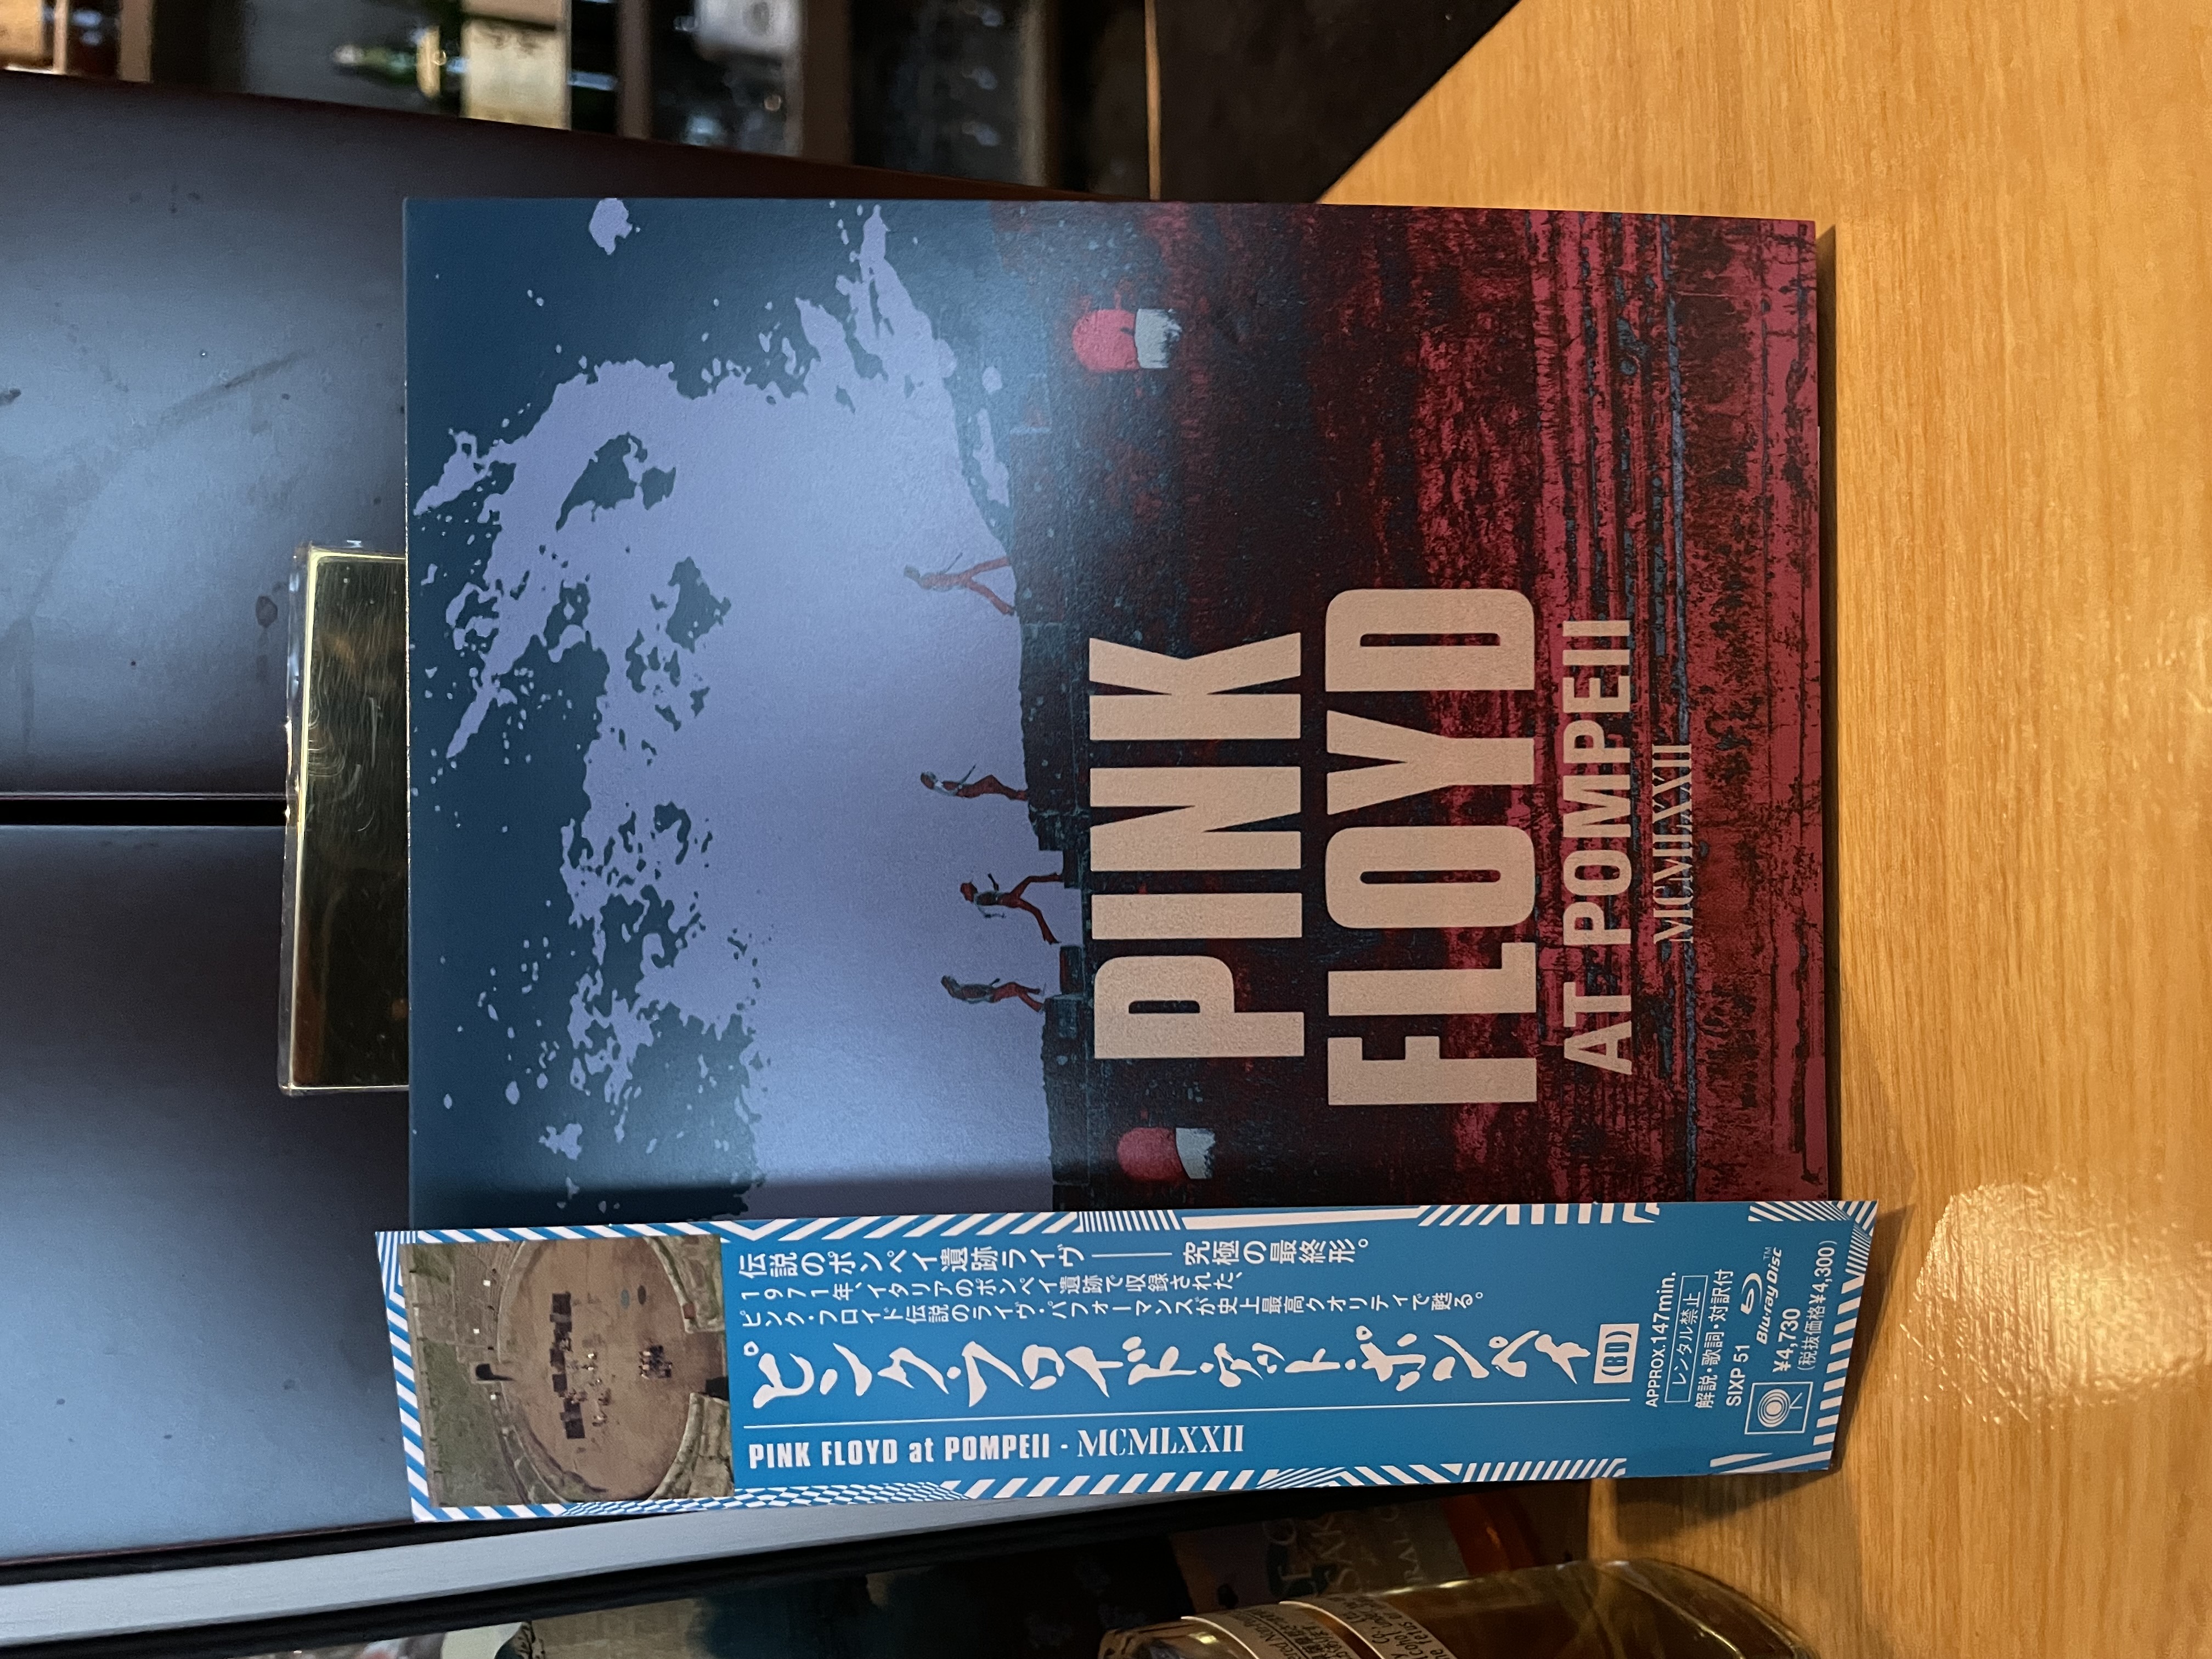 PINK
FLOYD
AT POMPEII
MCMLXXII
伝説のポンペイ遺跡ライヴ ―― 究極の最終形。
1971年、イタリアのポンペイ遺跡で収録された、
ピンク・フロイド伝説のライヴ・パフォーマンスが史上最高クオリティで甦る。
ピンク・フロイド・アット・ポンペイ (BD)
PINK FLOYD at POMPEII - MCMLXXII
APPROX.147min.
レンタル禁止
解説・歌詞・対訳付
SIXP 51
Blu-ray Disc™
¥4,730
(税抜価格¥4,300)